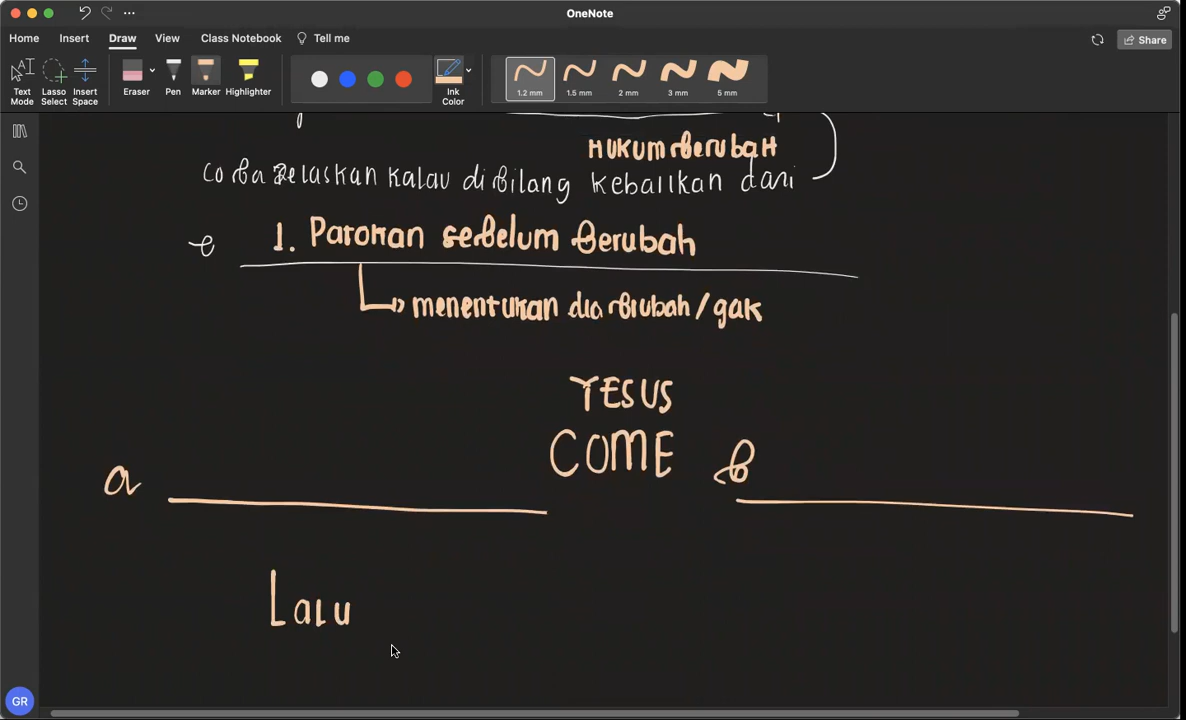 OneNote
Home Insert Draw View Class Notebook Tell me Share
Text Mode Lasso Select Insert Space Eraser Pen Marker Highlighter Ink Color 1.2 mm 1.5 mm 2 mm 3 mm 5 mm
HUKUM BERUBAH
Coba Jelaskan kalau dibilang kebalikan dari
1. Patokan sebelum Berubah
menentukan dia brubah/gak
YESUS
COME
a
b
Lalu
GR